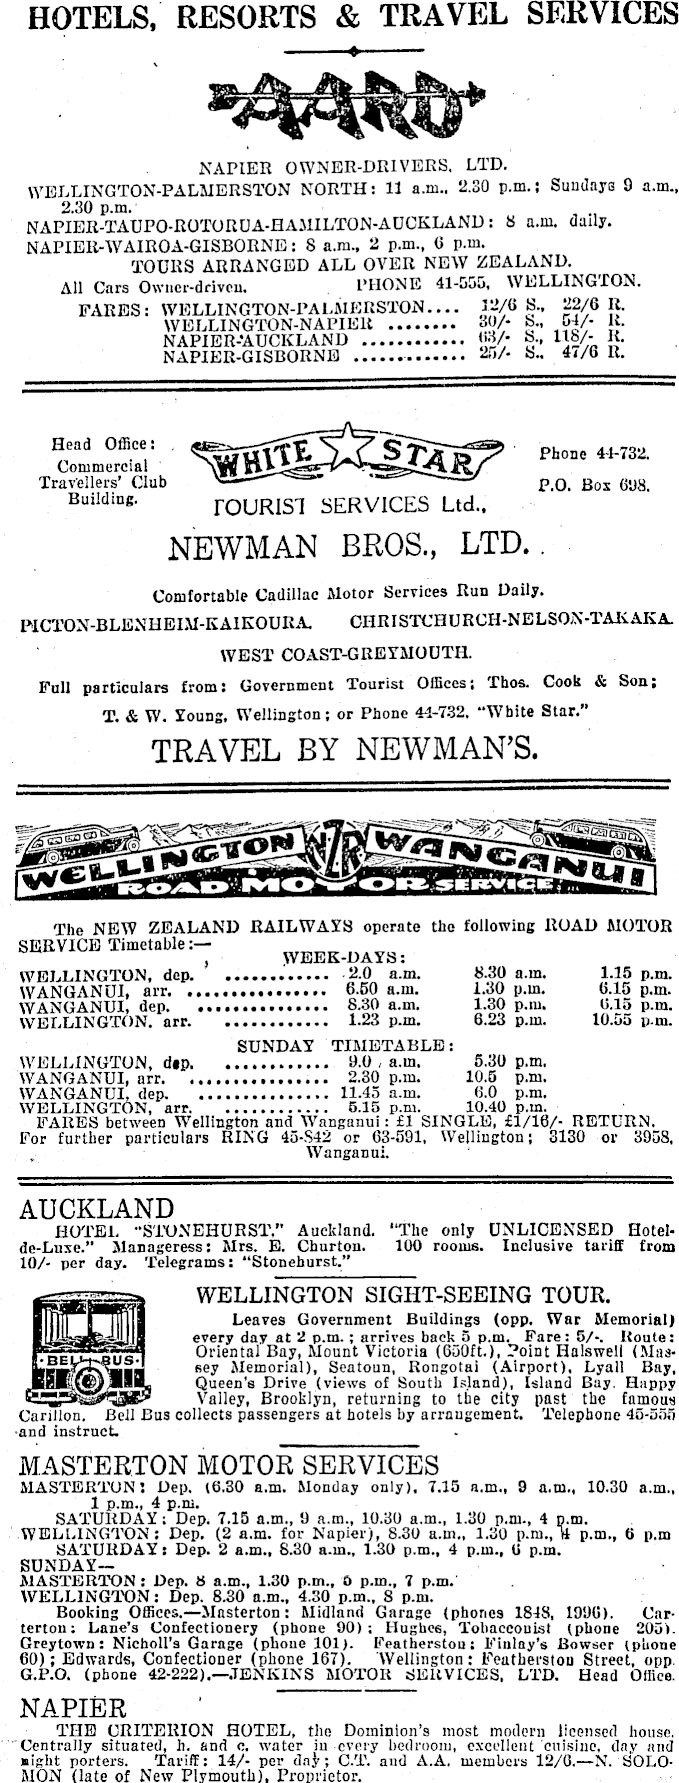 HOTELS, RESORTS & TRAVEL SERVICES
AARD
NAPIER OWNER-DRIVERS, LTD.
WELLINGTON-PALMERSTON NORTH: 11 a.m., 2.30 p.m.; Sundays 9 a.m.,
2.30 p.m.
NAPIER-TAUPO-ROTORUA-HAMILTON-AUCKLAND: 8 a.m. daily.
NAPIER-WAIROA-GISBORNE: 8 a.m., 2 p.m., 6 p.m.
TOURS ARRANGED ALL OVER NEW ZEALAND.
All Cars Owner-driven. PHONE 41-555, WELLINGTON.
FARES: WELLINGTON-PALMERSTON.... 12/6 S., 22/6 R.
WELLINGTON-NAPIER ........ 30/- S., 54/- R.
NAPIER-AUCKLAND ............ 63/- S., 118/- R.
NAPIER-GISBORNE ............. 25/- S., 47/6 R.
Head Office:
Commercial
Travellers' Club
Building.
WHITE STAR
Phone 44-732.
P.O. Box 698.
TOURIST SERVICES Ltd.,
NEWMAN BROS., LTD.
Comfortable Cadillac Motor Services Run Daily.
PICTON-BLENHEIM-KAIKOURA. CHRISTCHURCH-NELSON-TAKAKA.
WEST COAST-GREYMOUTH.
Full particulars from: Government Tourist Offices; Thos. Cook & Son;
T. & W. Young, Wellington; or Phone 44-732, "White Star."
TRAVEL BY NEWMAN'S.
WELLINGTON NZR WANGANUI
ROAD MOTOR SERVICE
The NEW ZEALAND RAILWAYS operate the following ROAD MOTOR
SERVICE Timetable:—
WEEK-DAYS:
WELLINGTON, dep. ............ 2.0 a.m. 8.30 a.m. 1.15 p.m.
WANGANUI, arr. ................ 6.50 a.m. 1.30 p.m. 6.15 p.m.
WANGANUI, dep. ............... 8.30 a.m. 1.30 p.m. 6.15 p.m.
WELLINGTON, arr. ............ 1.23 p.m. 6.23 p.m. 10.55 p.m.
SUNDAY TIMETABLE:
WELLINGTON, dep. ............ 9.0 a.m. 5.30 p.m.
WANGANUI, arr. ................ 2.30 p.m. 10.5 p.m.
WANGANUI, dep. ............... 11.45 a.m. 6.0 p.m.
WELLINGTON, arr. ............ 5.15 p.m. 10.40 p.m.
FARES between Wellington and Wanganui: £1 SINGLE, £1/16/- RETURN.
For further particulars RING 45-842 or 63-591, Wellington; 3130 or 3958,
Wanganui.
AUCKLAND
HOTEL "STONEHURST," Auckland. "The only UNLICENSED Hotel-
de-Luxe." Manageress: Mrs. E. Churton. 100 rooms. Inclusive tariff from
10/- per day. Telegrams: "Stonehurst."
WELLINGTON SIGHT-SEEING TOUR.
BELL BUS
Leaves Government Buildings (opp. War Memorial)
every day at 2 p.m.; arrives back 5 p.m. Fare: 5/-. Route:
Oriental Bay, Mount Victoria (650ft.), Point Halswell (Mas-
sey Memorial), Seatoun, Rongotai (Airport), Lyall Bay,
Queen's Drive (views of South Island), Island Bay, Happy
Valley, Brooklyn, returning to the city past the famous
Carillon. Bell Bus collects passengers at hotels by arrangement. Telephone 45-555
and instruct.
MASTERTON MOTOR SERVICES
MASTERTON: Dep. (6.30 a.m. Monday only), 7.15 a.m., 9 a.m., 10.30 a.m.,
1 p.m., 4 p.m.
SATURDAY: Dep. 7.15 a.m., 9 a.m., 10.30 a.m., 1.30 p.m., 4 p.m.
WELLINGTON: Dep. (2 a.m. for Napier), 8.30 a.m., 1.30 p.m., 4 p.m., 6 p.m
SATURDAY: Dep. 2 a.m., 8.30 a.m., 1.30 p.m., 4 p.m., 6 p.m.
SUNDAY—
MASTERTON: Dep. 8 a.m., 1.30 p.m., 5 p.m., 7 p.m.
WELLINGTON: Dep. 8.30 a.m., 4.30 p.m., 8 p.m.
Booking Offices.—Masterton: Midland Garage (phones 1848, 1996). Car-
terton: Lane's Confectionery (phone 90); Hughes, Tobacconist (phone 205).
Greytown: Nicholl's Garage (phone 101). Featherston: Finlay's Bowser (phone
60); Edwards, Confectioner (phone 167). Wellington: Featherston Street, opp.
G.P.O. (phone 42-222).—JENKINS MOTOR SERVICES, LTD. Head Office.
NAPIER
THE CRITERION HOTEL, the Dominion's most modern licensed house.
Centrally situated, h. and c. water in every bedroom, excellent cuisine, day and
night porters. Tariff: 14/- per day; C.T. and A.A. members 12/6.—N. SOLO-
MON (late of New Plymouth), Proprietor.